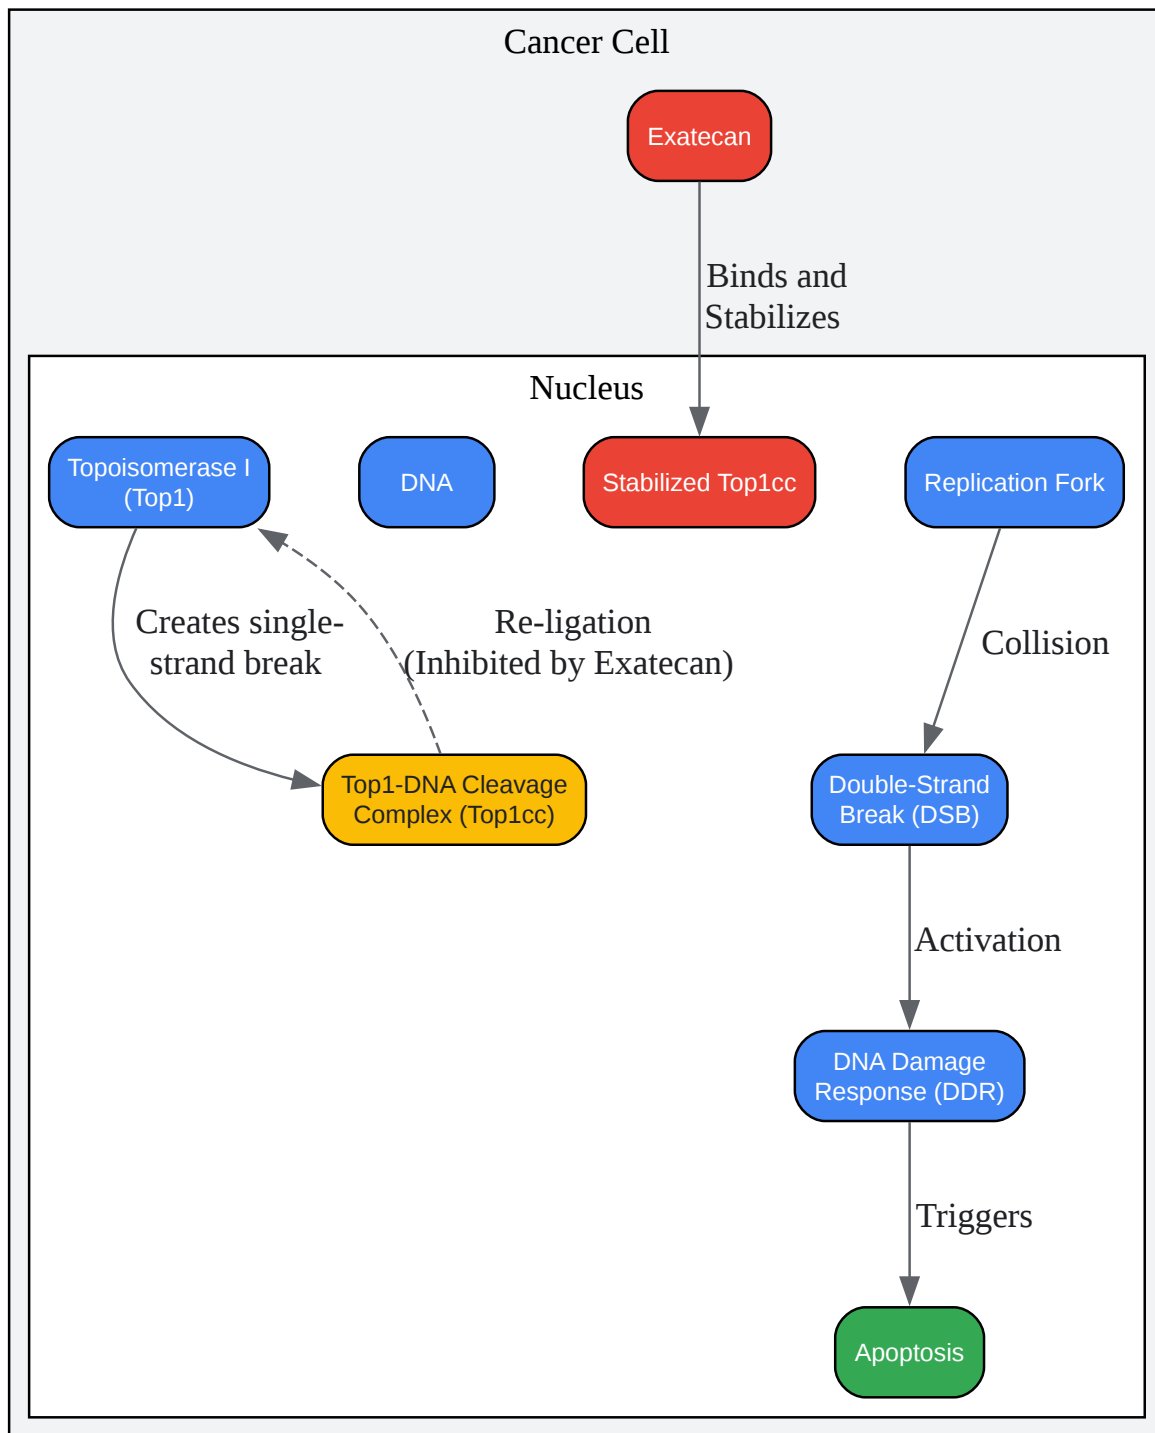 Cancer Cell
Exatecan
Binds and
Stabilizes
Nucleus
Topoisomerase I
(Top1)
DNA
Stabilized Top1cc
Replication Fork
Creates single-
strand break
Re-ligation
(Inhibited by Exatecan)
Collision
Top1-DNA Cleavage
Complex (Top1cc)
Double-Strand
Break (DSB)
Activation
DNA Damage
Response (DDR)
Triggers
Apoptosis